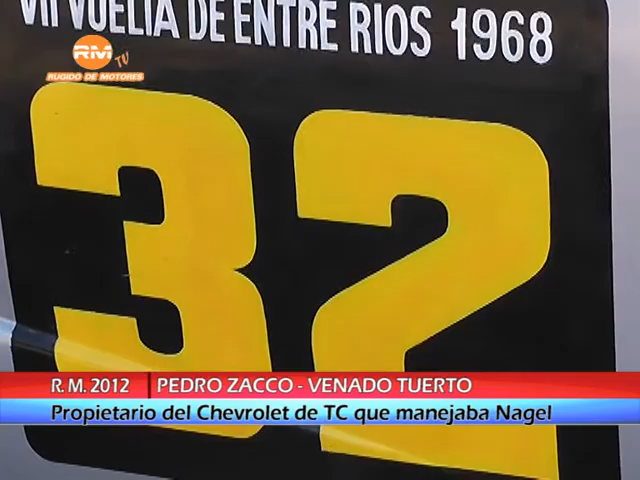 VII VUELTA DE ENTRE RIOS 1968
RM TV
RUGIDO DE MOTORES
32
R. M. 2012 PEDRO ZACCO - VENADO TUERTO
Propietario del Chevrolet de TC que manejaba Nagel